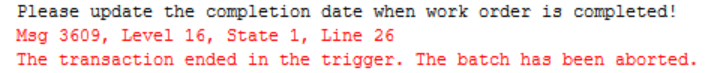 Please update the completion date when work order is completed!
Msg 3609, Level 16, State 1, Line 26
The transaction ended in the trigger. The batch has been aborted.